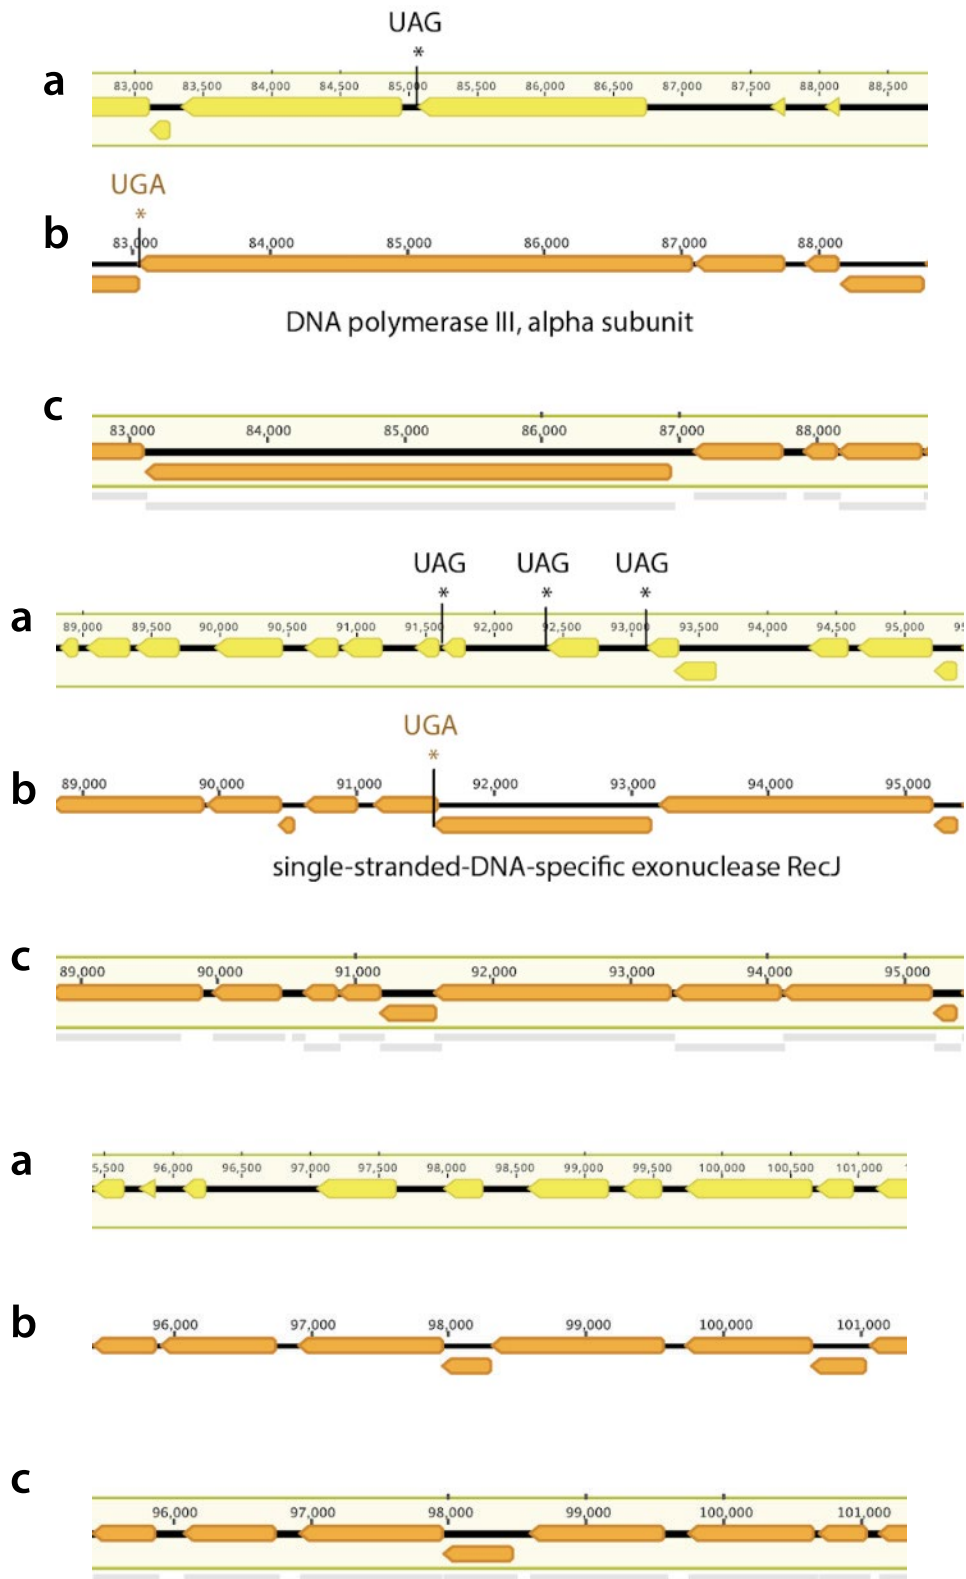 UAG
*
a
83,000 83,500 84,000 84,500 85,000 85,500 86,000 86,500 87,000 87,500 88,000 88,500
UGA
*
b
83,000 84,000 85,000 86,000 87,000 88,000
DNA polymerase III, alpha subunit
c
83,000 84,000 85,000 86,000 87,000 88,000
UAG UAG UAG
* * *
a
89,000 89,500 90,000 90,500 91,000 91,500 92,000 92,500 93,000 93,500 94,000 94,500 95,000 95
UGA
*
b
89,000 90,000 91,000 92,000 93,000 94,000 95,000
single-stranded-DNA-specific exonuclease RecJ
c
89,000 90,000 91,000 92,000 93,000 94,000 95,000
a
5,500 96,000 96,500 97,000 97,500 98,000 98,500 99,000 99,500 100,000 100,500 101,000
b
96,000 97,000 98,000 99,000 100,000 101,000
c
96,000 97,000 98,000 99,000 100,000 101,000